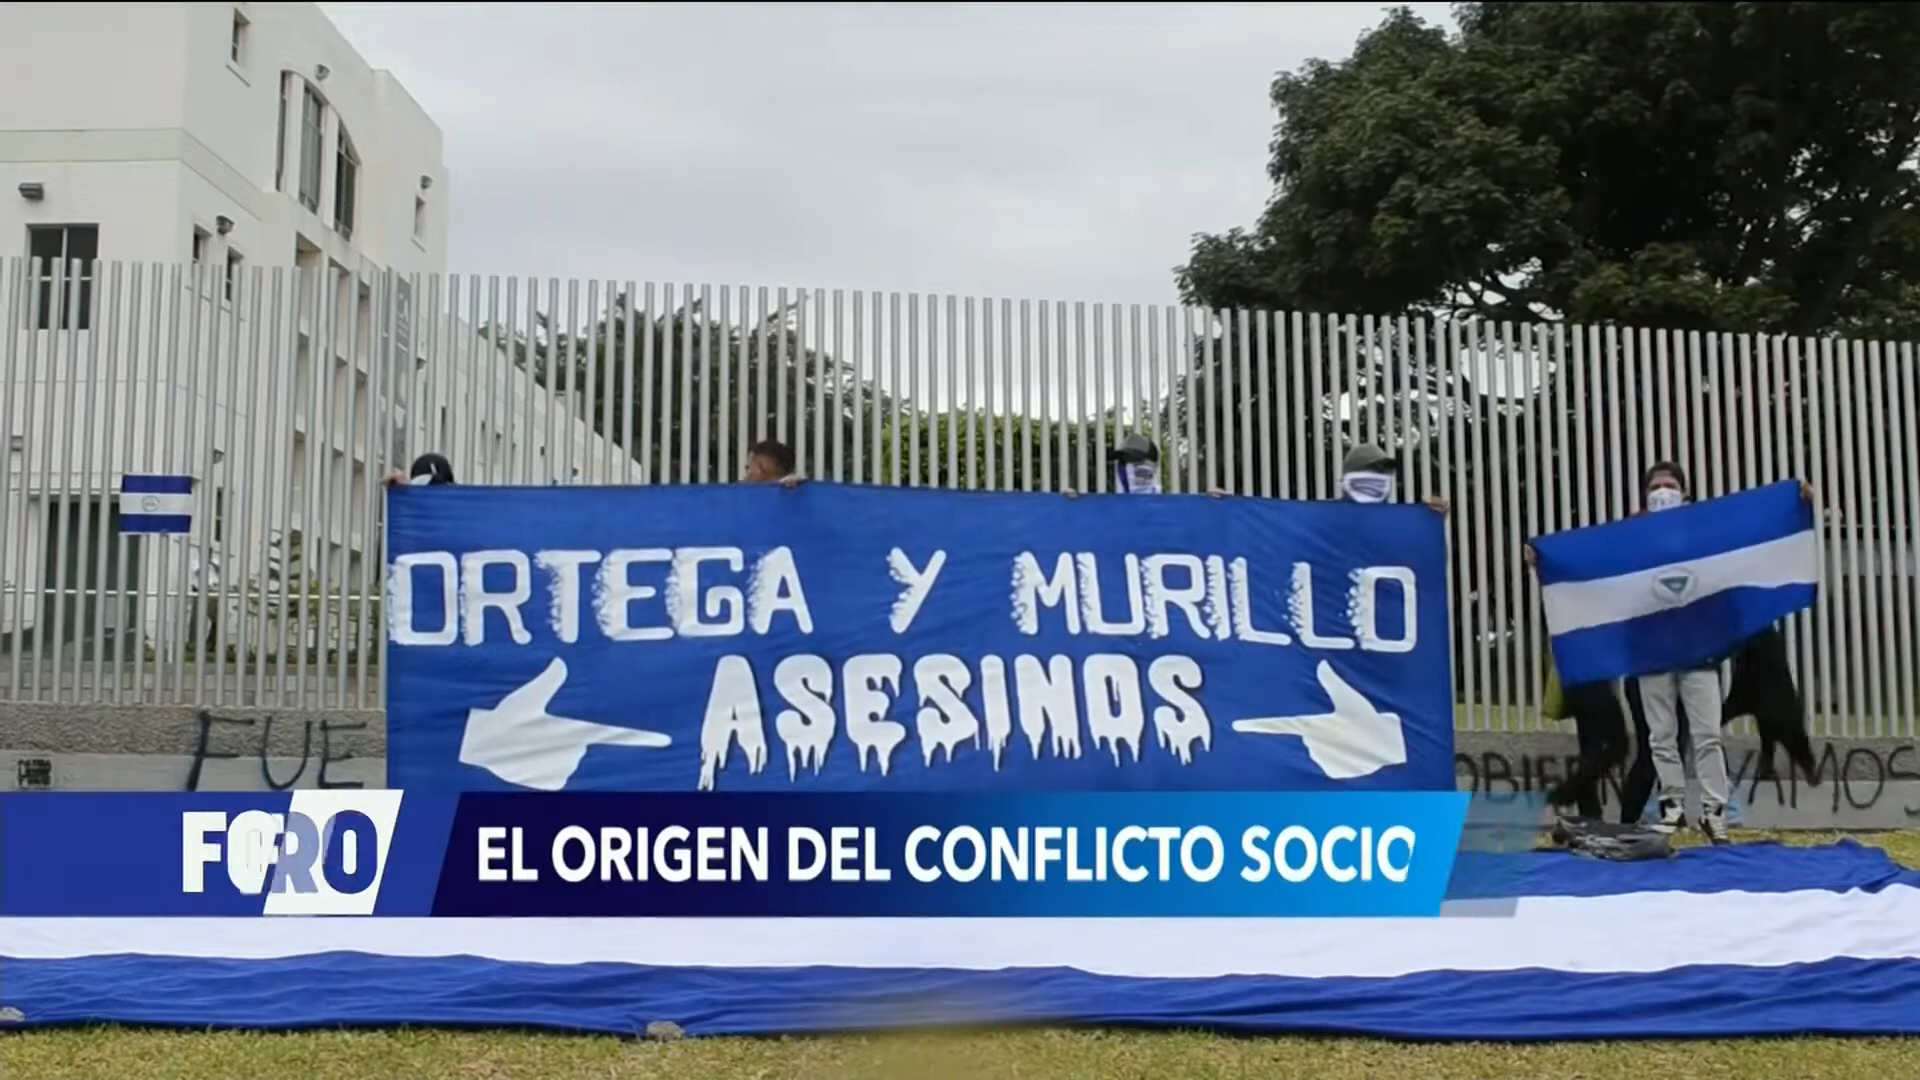 ORTEGA Y MURILLO
ASESINOS
FUE
VAMOS
FORO
EL ORIGEN DEL CONFLICTO SOCIO